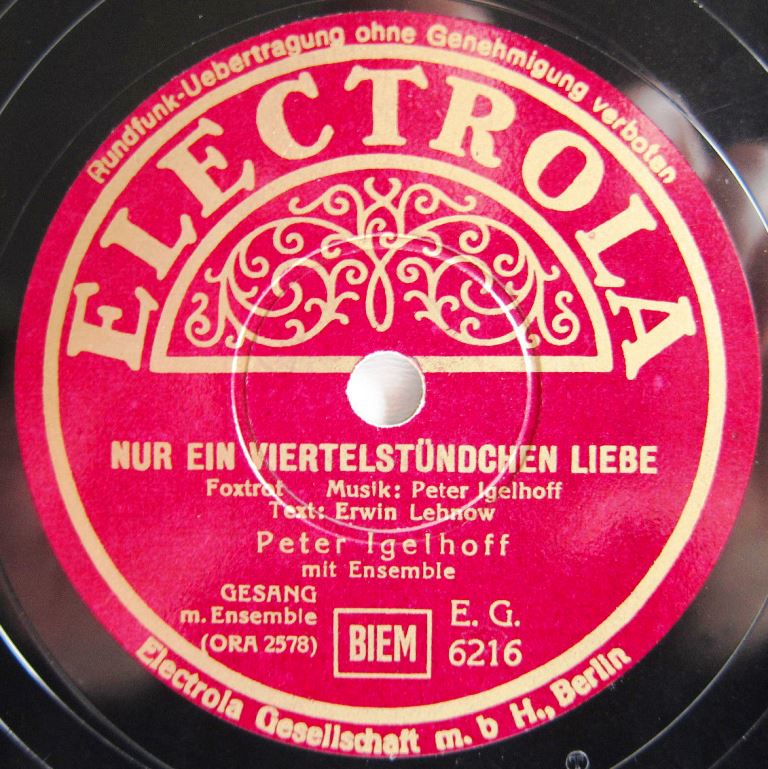 Rundfunk-Uebertragung ohne Genehmigung verboten
ELECTROLA
NUR EIN VIERTELSTÜNDCHEN LIEBE
Foxtrot Musik: Peter Igelhoff
Text: Erwin Lebnow
Peter Igelhoff
mit Ensemble
GESANG
m. Ensemble
(ORA 2578)
BIEM
E. G.
6216
Electrola Gesellschaft m. b H., Berlin